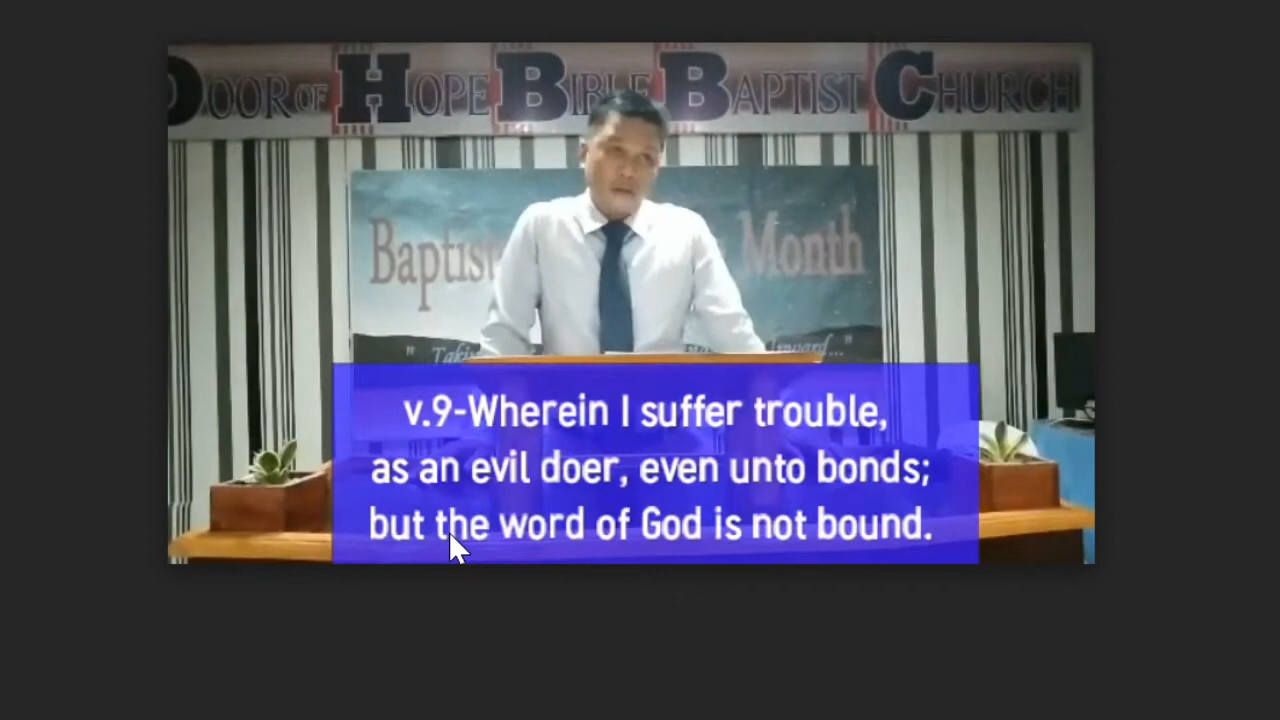 DOOR OF HOPE BIBLE BAPTIST CHURCH
Baptist Month
v.9-Wherein I suffer trouble,
as an evil doer, even unto bonds;
but the word of God is not bound.